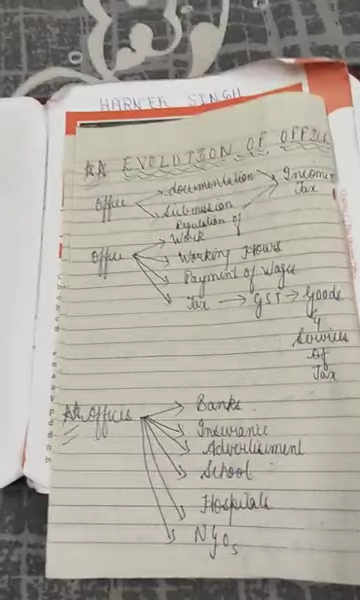 HARNEK SINGH
EVOLUTION OF OFFICE
Office → documentation → Income Tax
→ Submission
Office → Regulation of Work
→ Working Hours
→ Payment of Wages
→ Tax → GST → Goods
& Services
Of
Tax
Offices → Banks
→ Insurance
→ Advertisement
→ School
→ Hospitals
→ NGOs